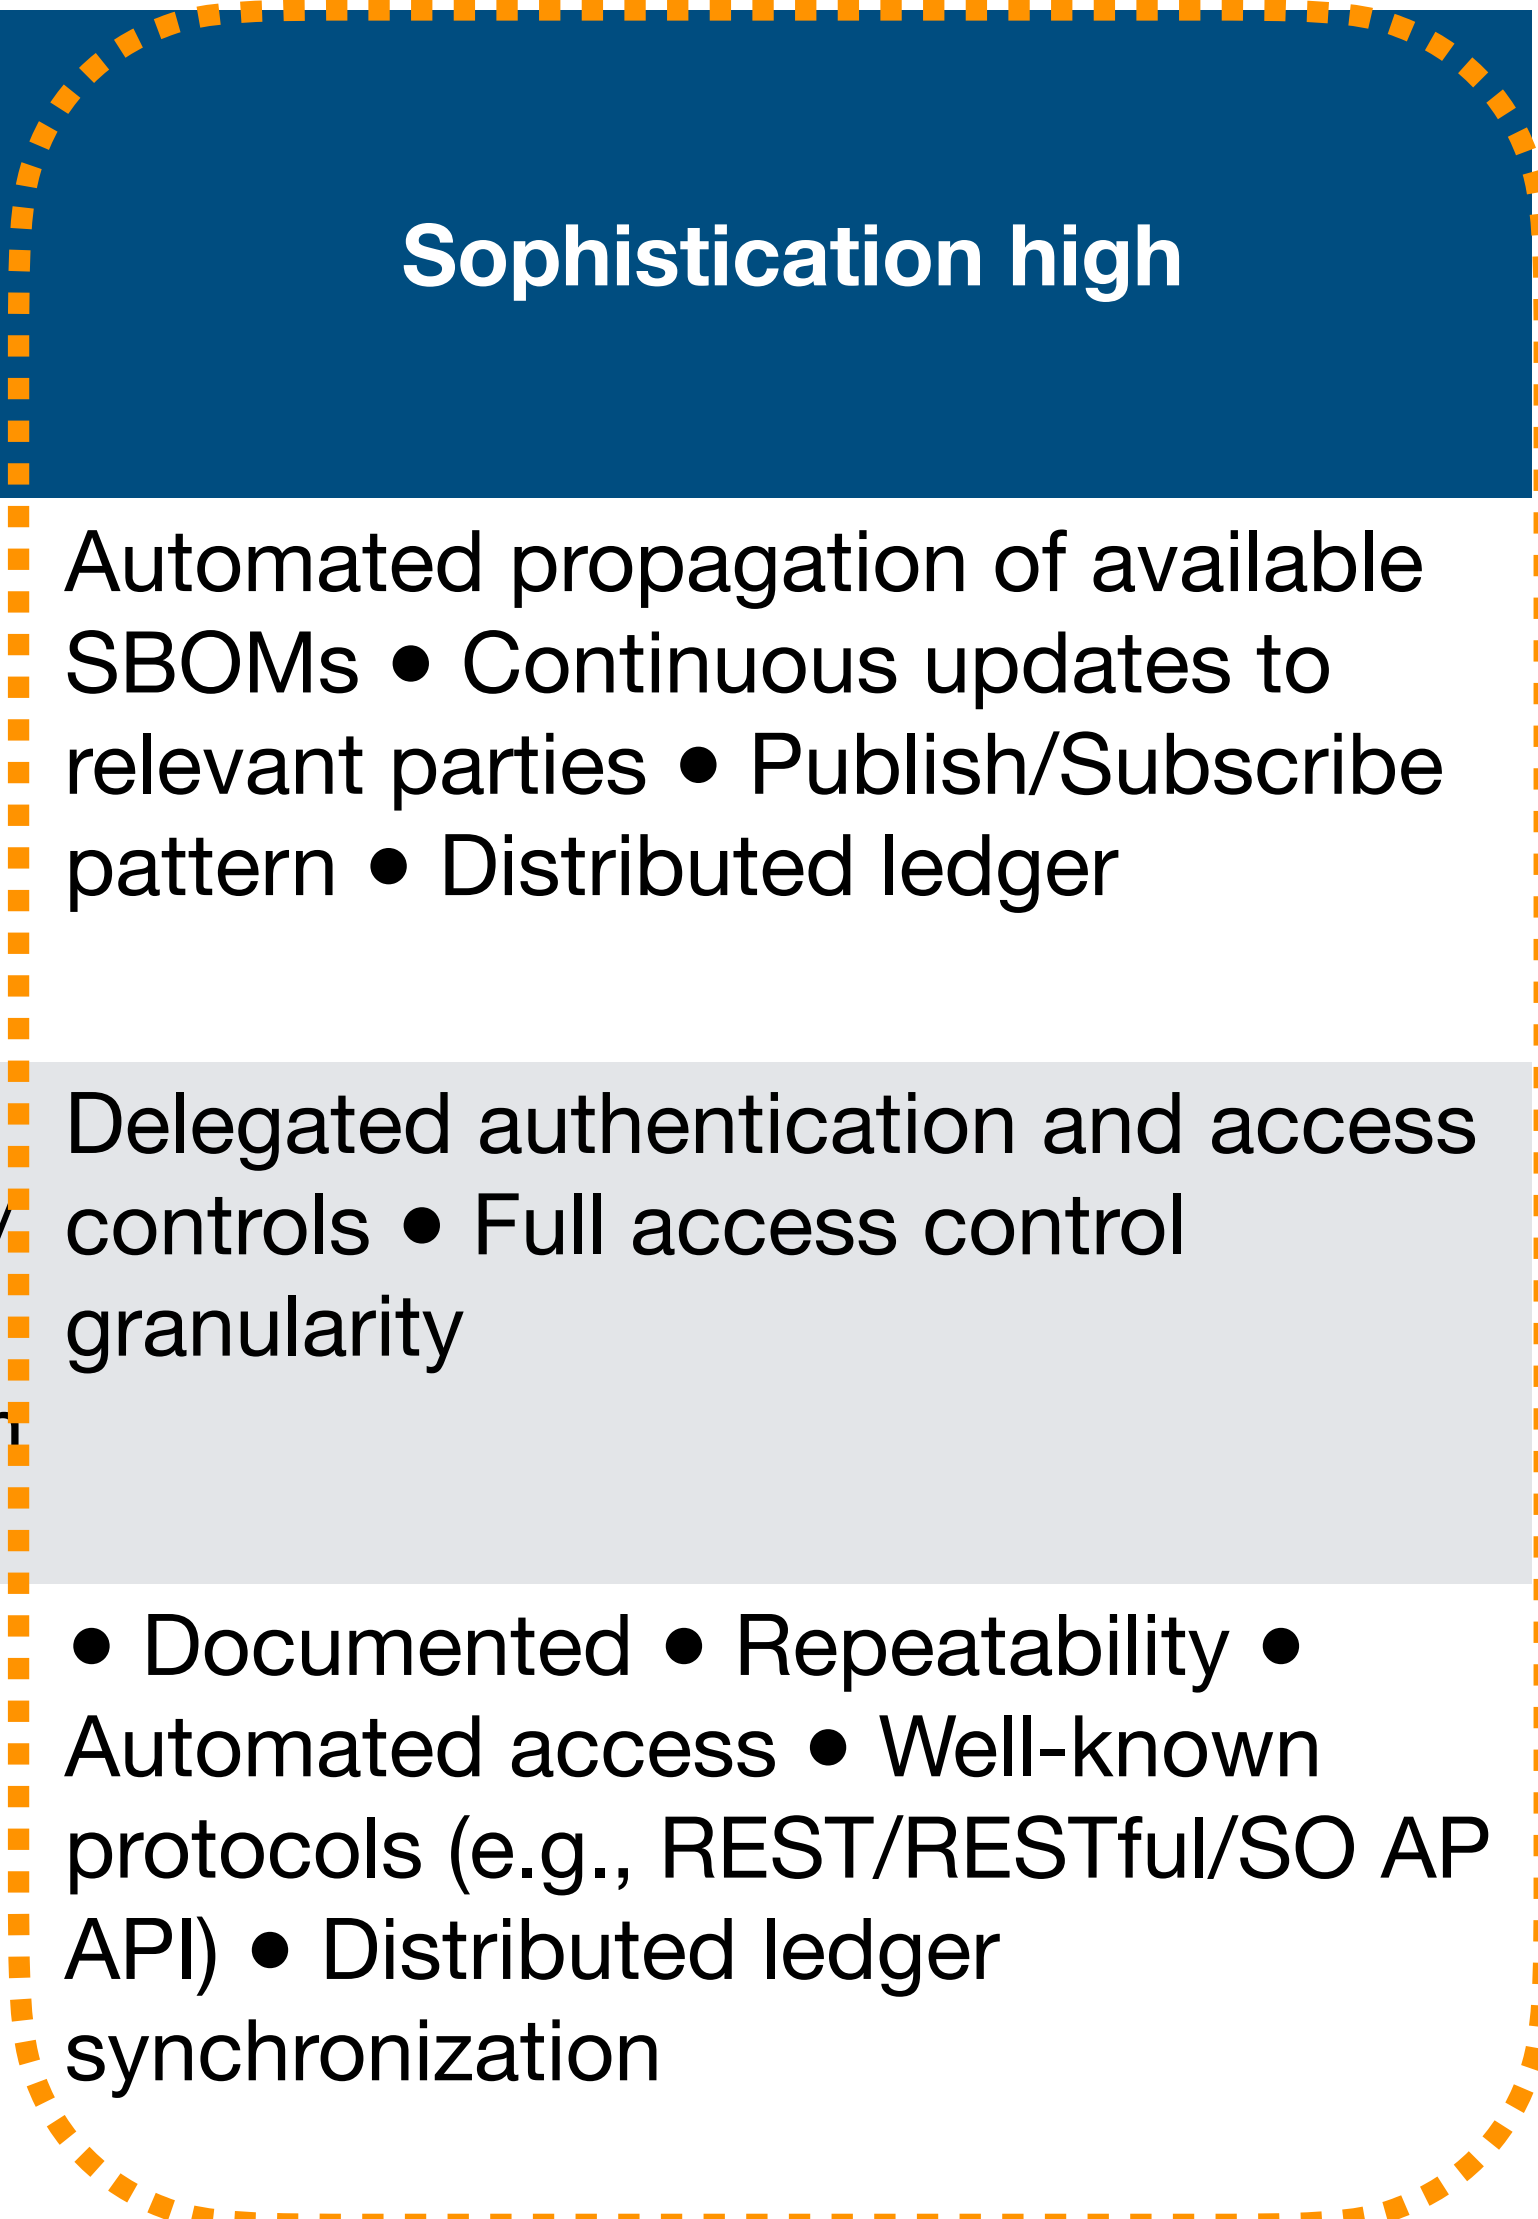 Sophistication high
Automated propagation of available
SBOMs ● Continuous updates to
relevant parties ● Publish/Subscribe
pattern ● Distributed ledger
Delegated authentication and access
controls ● Full access control
granularity
● Documented ● Repeatability ●
Automated access ● Well-known
protocols (e.g., REST/RESTful/SO AP
API) ● Distributed ledger
synchronization